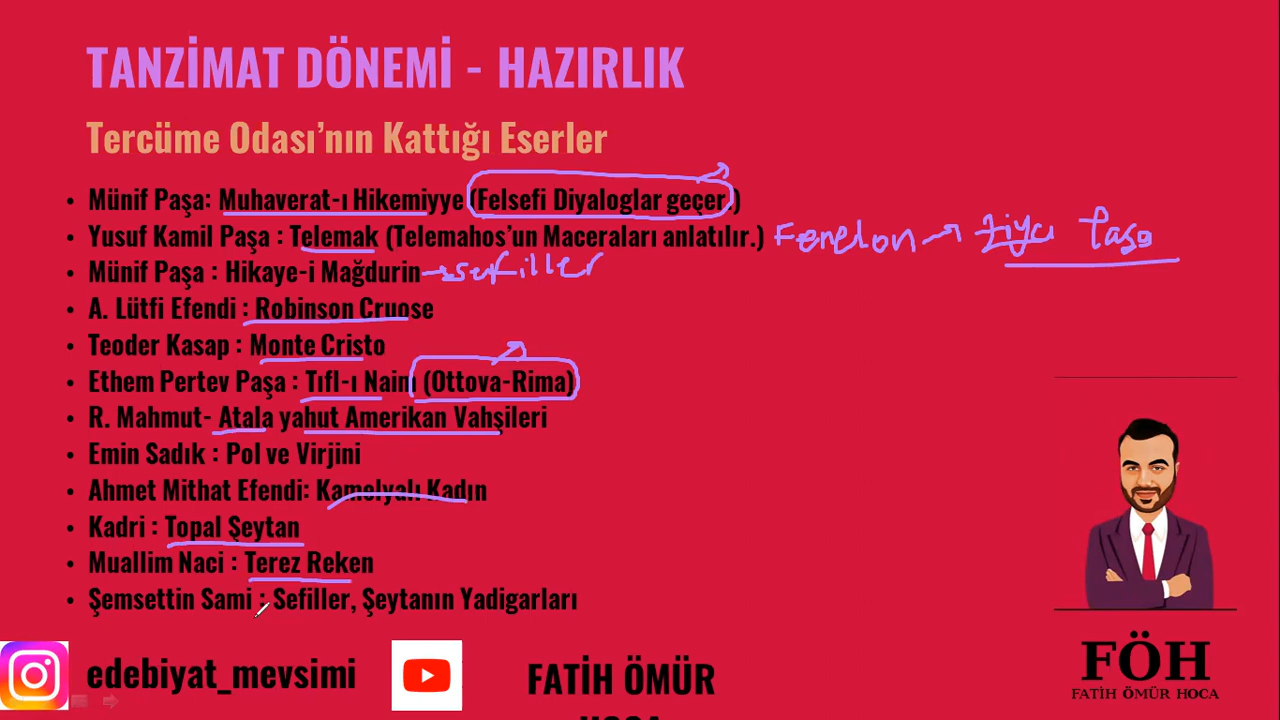 TANZİMAT DÖNEMİ - HAZIRLIK
Tercüme Odası’nın Kattığı Eserler
• Münif Paşa: Muhaverat-ı Hikemiyye (Felsefi Diyaloglar geçer.)
• Yusuf Kamil Paşa : Telemak (Telemahos’un Maceraları anlatılır.) Fenelon → Ziya Paşa
• Münif Paşa : Hikaye-i Mağdurin → sefiller
• A. Lütfi Efendi : Robinson Cruose
• Teoder Kasap : Monte Cristo
• Ethem Pertev Paşa : Tıfl-ı Naim (Ottova-Rima)
• R. Mahmut- Atala yahut Amerikan Vahşileri
• Emin Sadık : Pol ve Virjini
• Ahmet Mithat Efendi: Kamelyalı Kadın
• Kadri : Topal Şeytan
• Muallim Naci : Terez Reken
• Şemsettin Sami : Sefiller, Şeytanın Yadigarları
edebiyat_mevsimi
FATİH ÖMÜR
HOCA
FÖH
FATİH ÖMÜR HOCA